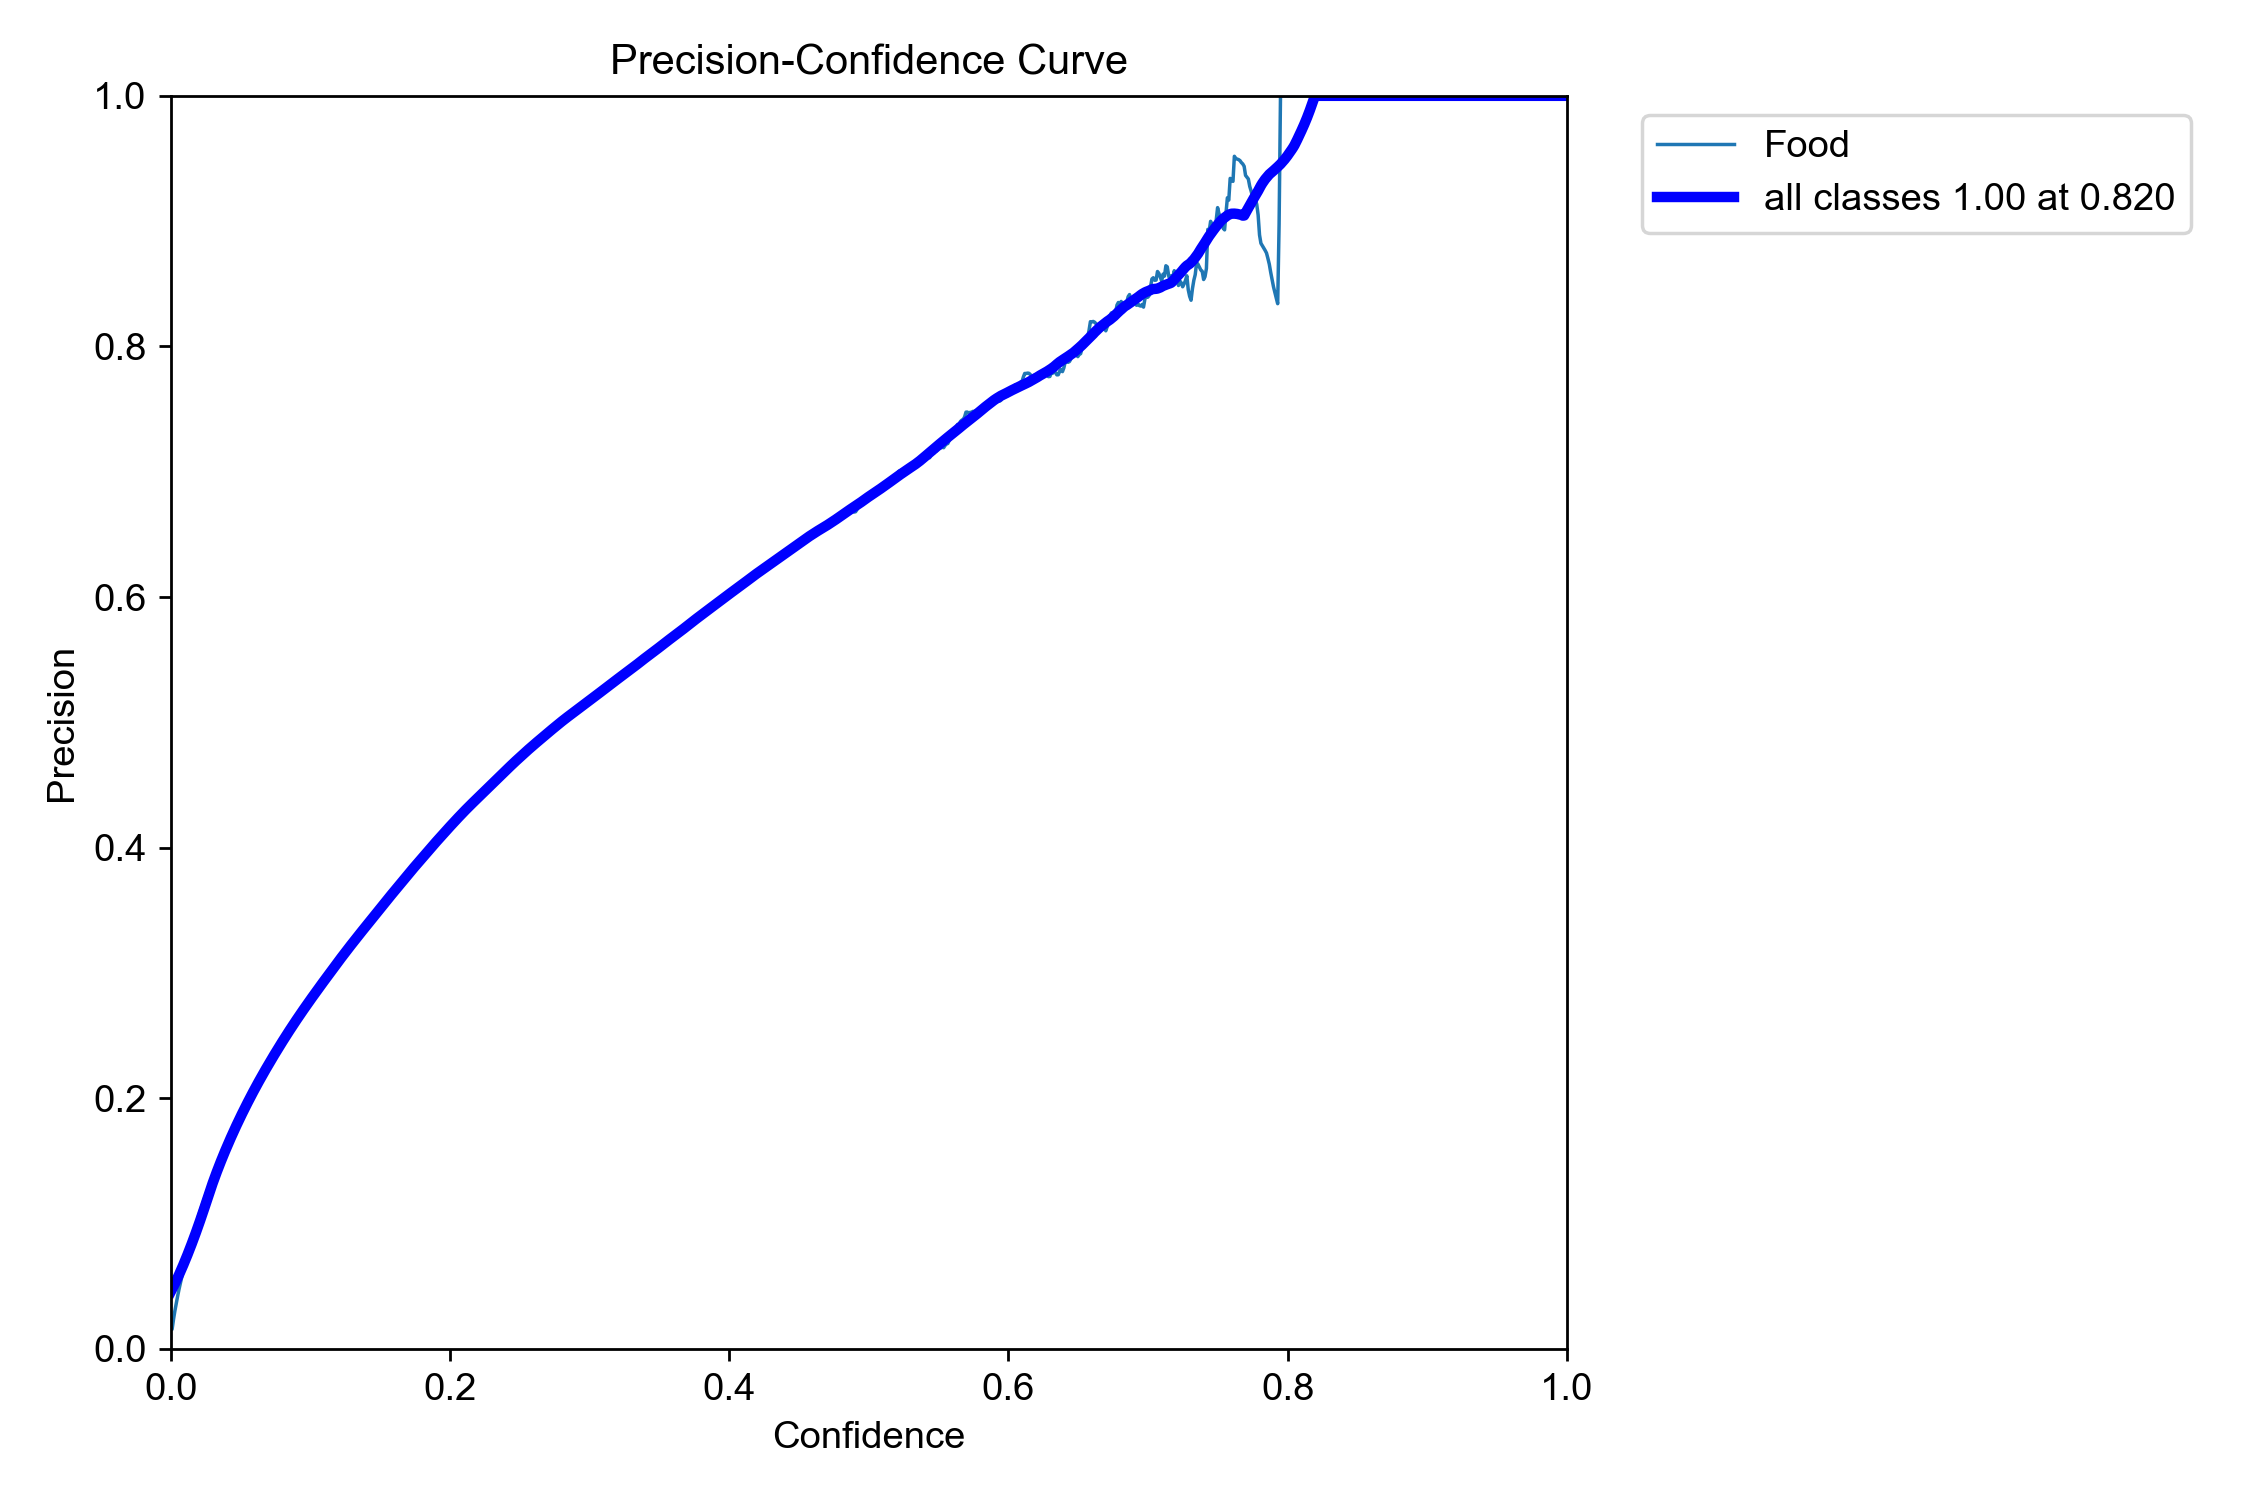 Precision-Confidence Curve
Food
all classes 1.00 at 0.820
1.0
0.8
0.6
0.4
0.2
0.0
Precision
0.0 0.2 0.4 0.6 0.8 1.0
Confidence